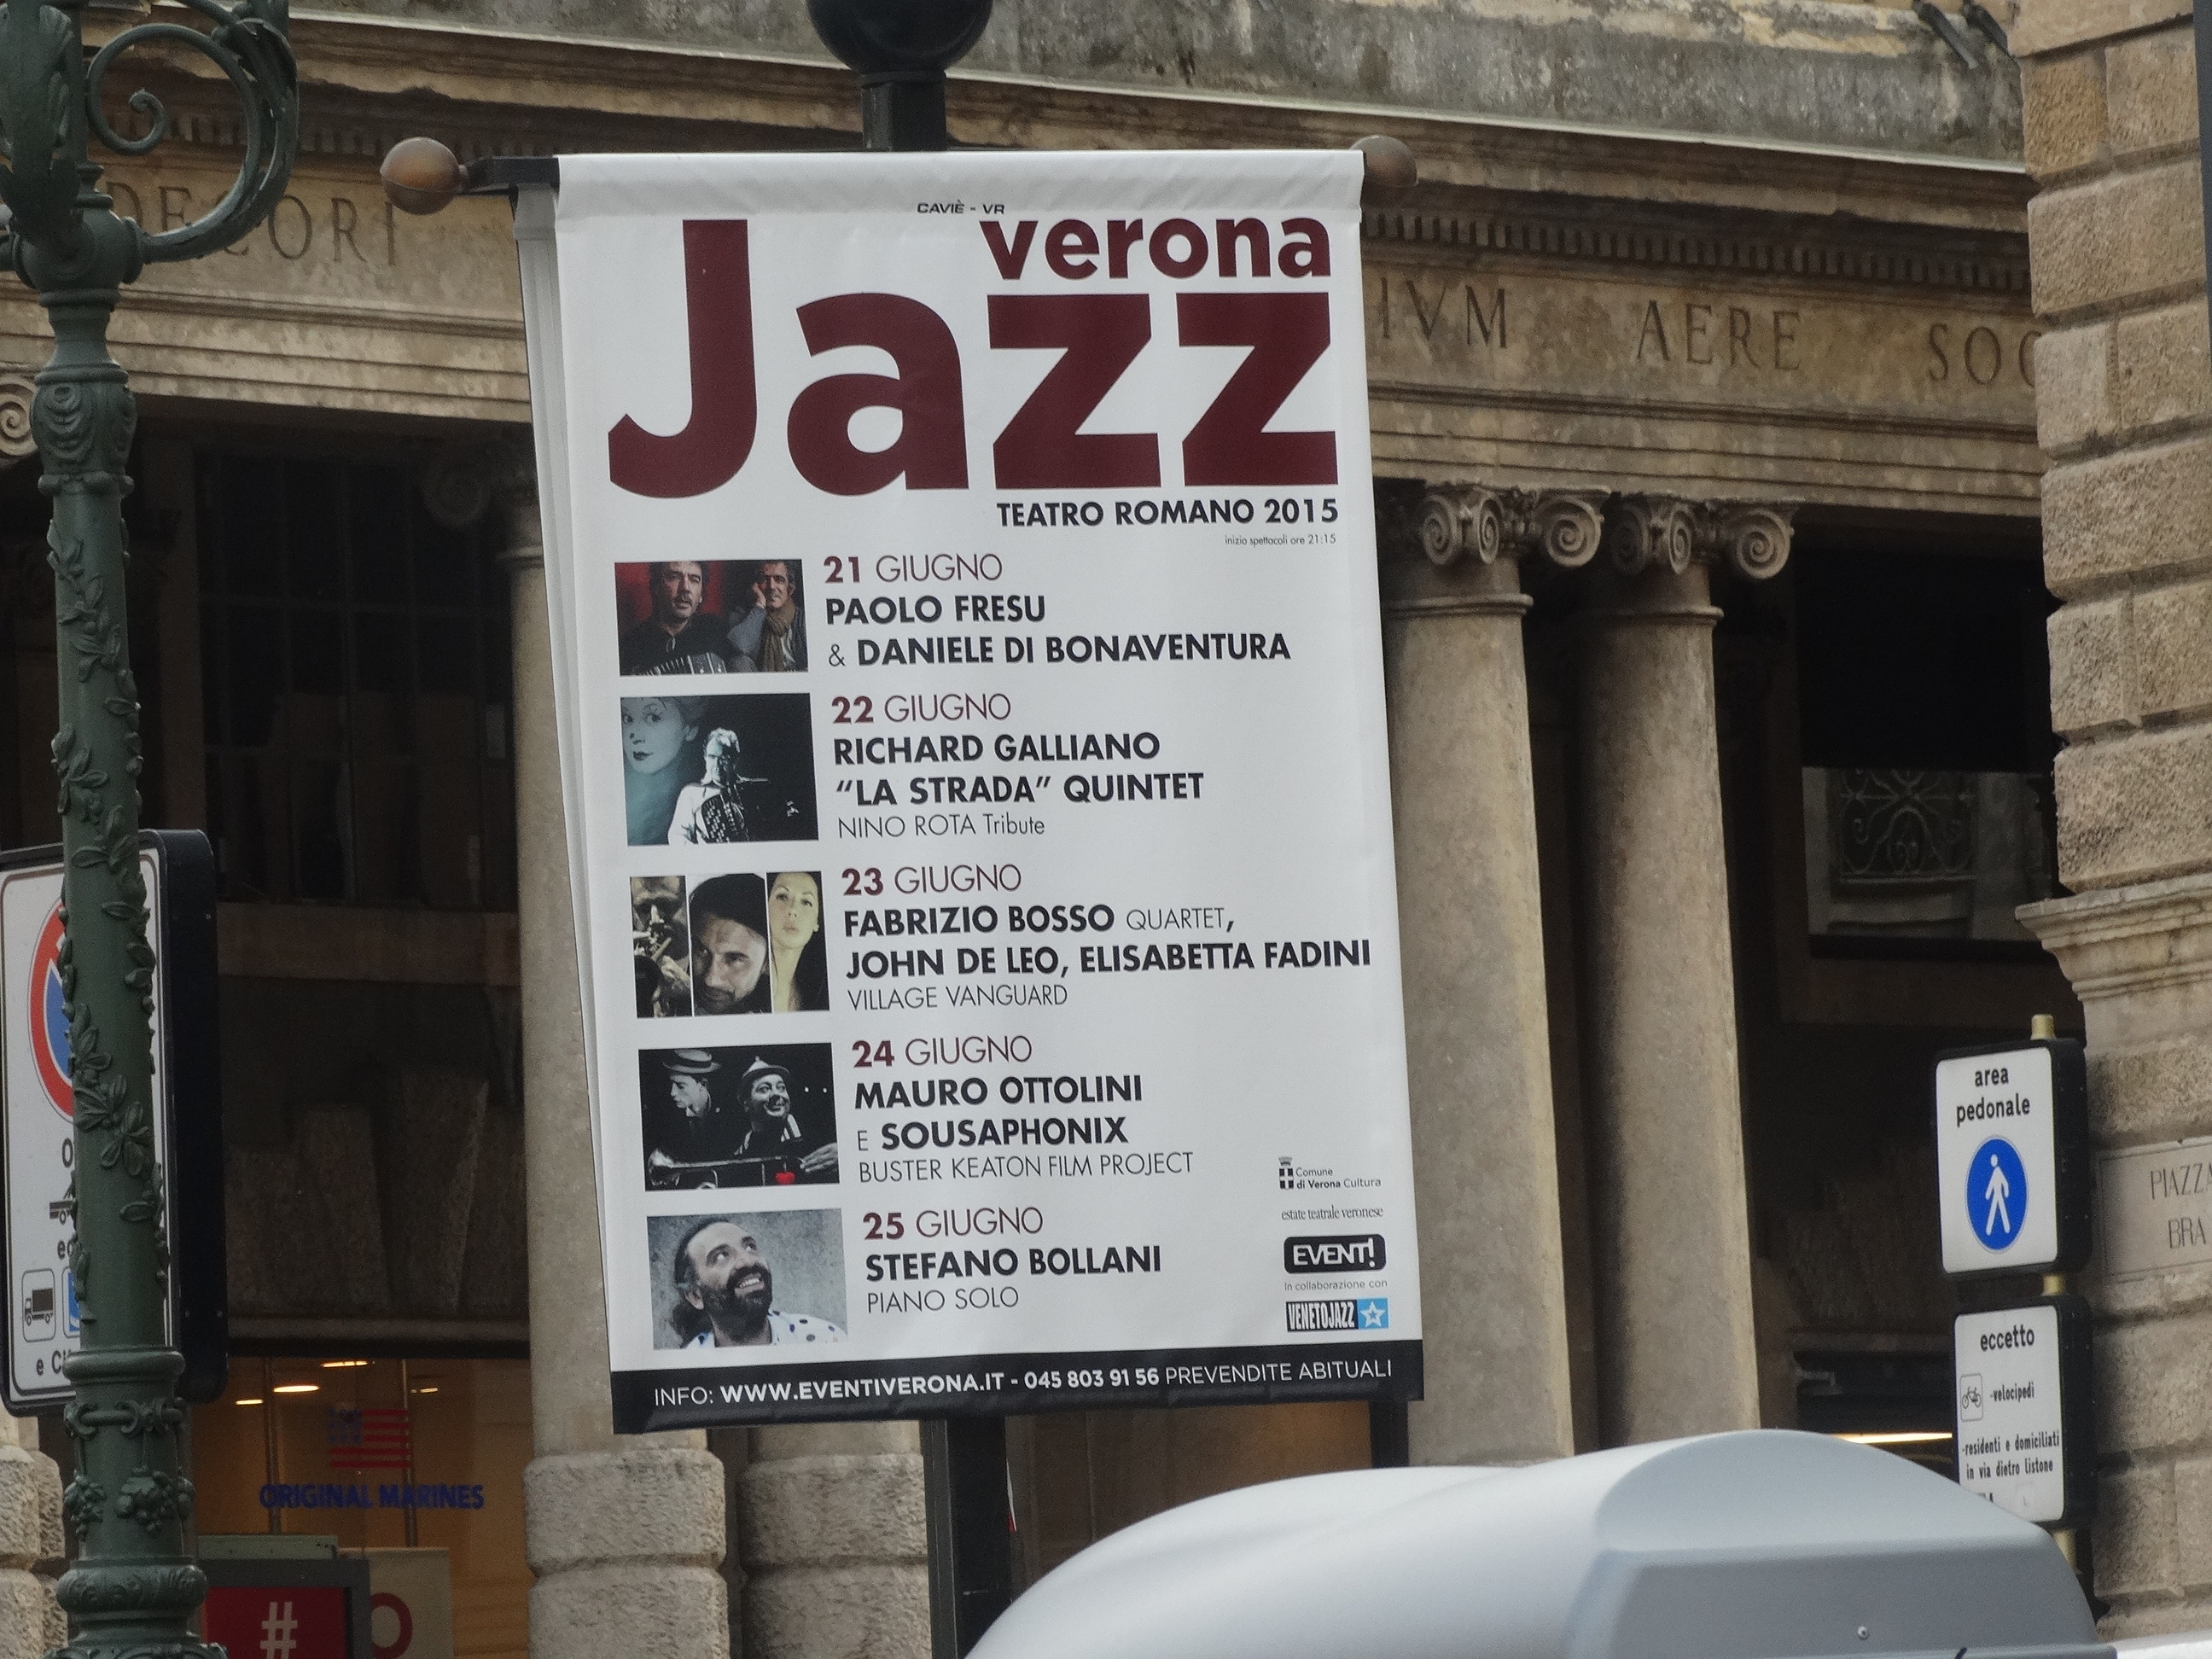 DECORI
IVM AERE SOC
CAVIÈ - VR
verona
Jazz
TEATRO ROMANO 2015
inizio spettacoli ore 21:15
21 GIUGNO
PAOLO FRESU
& DANIELE DI BONAVENTURA
22 GIUGNO
RICHARD GALLIANO
“LA STRADA” QUINTET
NINO ROTA Tribute
23 GIUGNO
FABRIZIO BOSSO QUARTET,
JOHN DE LEO, ELISABETTA FADINI
VILLAGE VANGUARD
24 GIUGNO
MAURO OTTOLINI
E SOUSAPHONIX
BUSTER KEATON FILM PROJECT
25 GIUGNO
STEFANO BOLLANI
PIANO SOLO
Comune
di Verona Cultura
estate teatrale veronese
EVENTI
In collaborazione con
VENETOJAZZ
INFO: WWW.EVENTIVERONA.IT - 045 803 91 56 PREVENDITE ABITUALI
area
pedonale
eccetto
-velocipedi
-residenti e domiciliati
in via dietro listone
PIAZZA
BRA
ORIGINAL MARINES
#